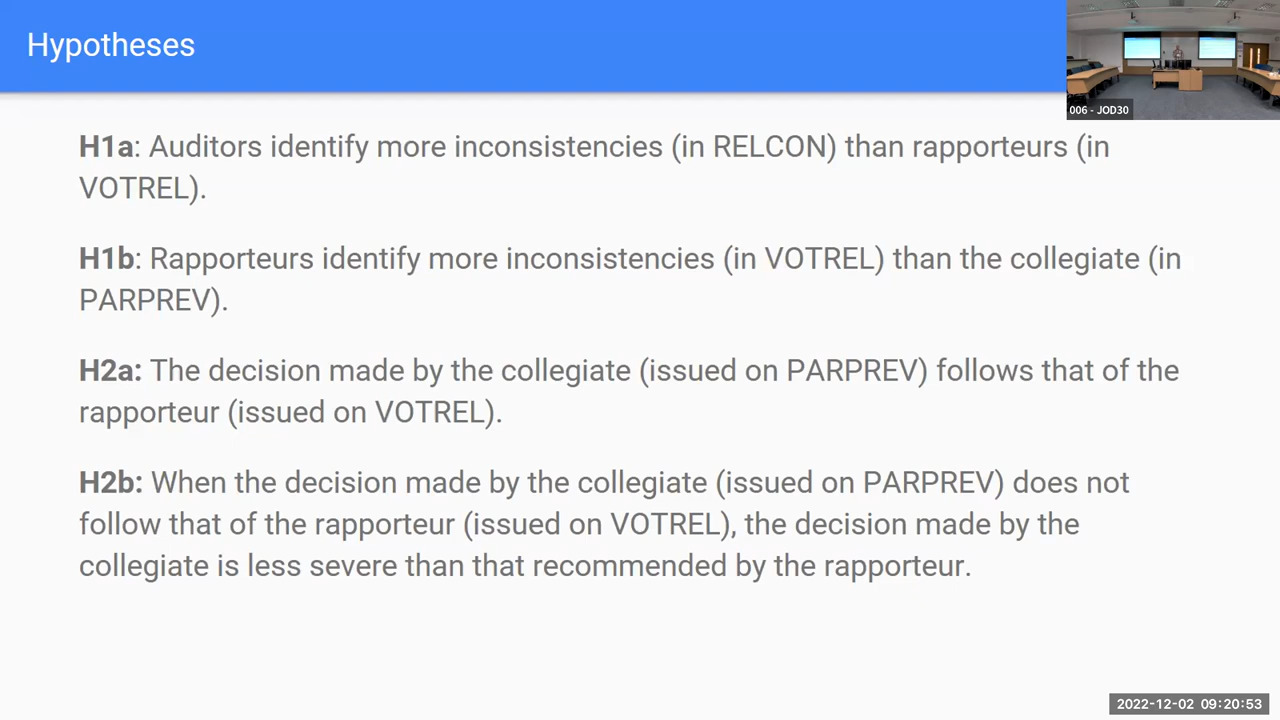 Hypotheses
006 - JOD30
H1a: Auditors identify more inconsistencies (in RELCON) than rapporteurs (in
VOTREL).
H1b: Rapporteurs identify more inconsistencies (in VOTREL) than the collegiate (in
PARPREV).
H2a: The decision made by the collegiate (issued on PARPREV) follows that of the
rapporteur (issued on VOTREL).
H2b: When the decision made by the collegiate (issued on PARPREV) does not
follow that of the rapporteur (issued on VOTREL), the decision made by the
collegiate is less severe than that recommended by the rapporteur.
2022-12-02 09:20:53